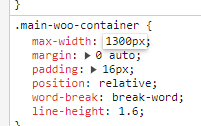 }
.main-woo-container {
max-width: 1300px;
margin: ▶ 0 auto;
padding: ▶ 16px;
position: relative;
word-break: break-word;
line-height: 1.6;
}